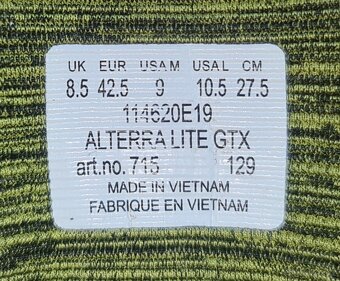 UK EUR USA M USA L CM
8.5 42.5 9 10.5 27.5
114620E19
ALTERRA LITE GTX
art.no. 715 129
MADE IN VIETNAM
FABRIQUE EN VIETNAM